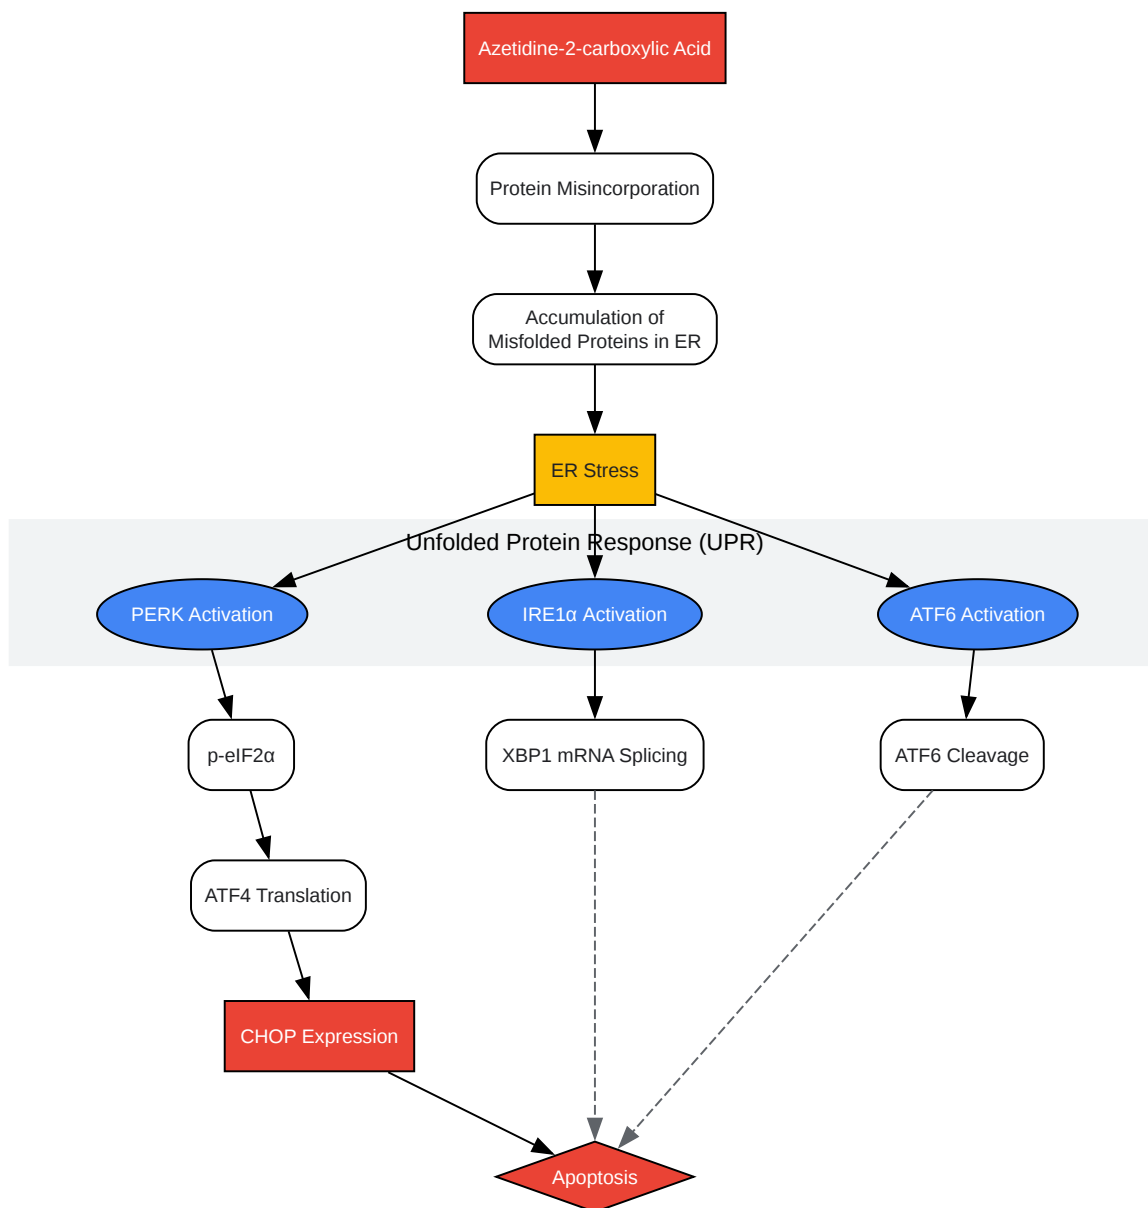 Azetidine-2-carboxylic Acid
Protein Misincorporation
Accumulation of
Misfolded Proteins in ER
ER Stress
Unfolded Protein Response (UPR)
PERK Activation
IRE1α Activation
ATF6 Activation
p-eIF2α
XBP1 mRNA Splicing
ATF6 Cleavage
ATF4 Translation
CHOP Expression
Apoptosis